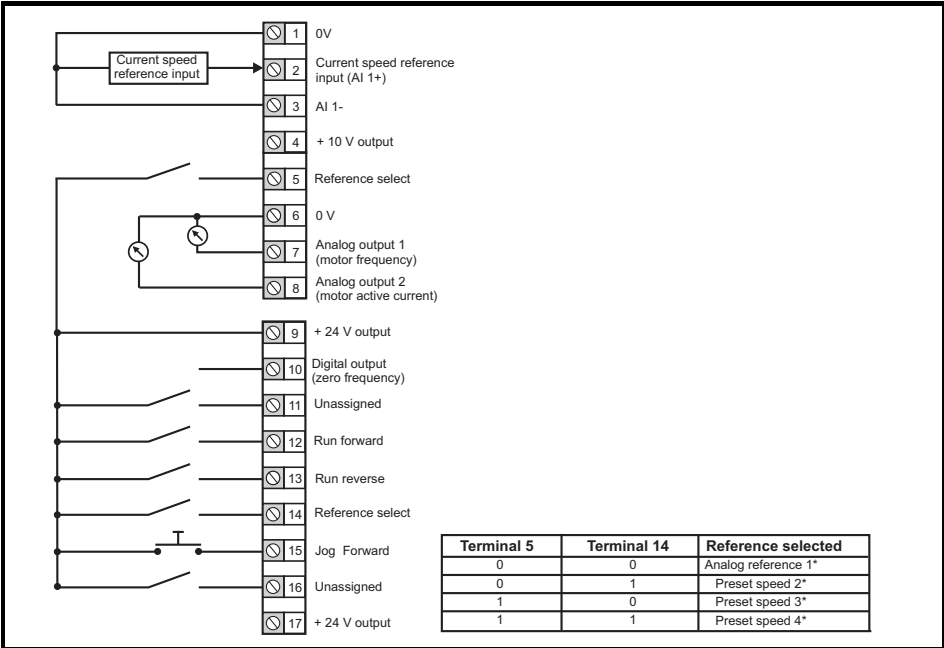 1 0V
Current speed
reference input
2 Current speed reference
input (AI 1+)
3 AI 1-
4 + 10 V output
5 Reference select
6 0 V
7 Analog output 1
(motor frequency)
8 Analog output 2
(motor active current)
9 + 24 V output
10 Digital output
(zero frequency)
11 Unassigned
12 Run forward
13 Run reverse
14 Reference select
15 Jog Forward
16 Unassigned
17 + 24 V output
Terminal 5 Terminal 14 Reference selected
0 0 Analog reference 1*
0 1 Preset speed 2*
1 0 Preset speed 3*
1 1 Preset speed 4*